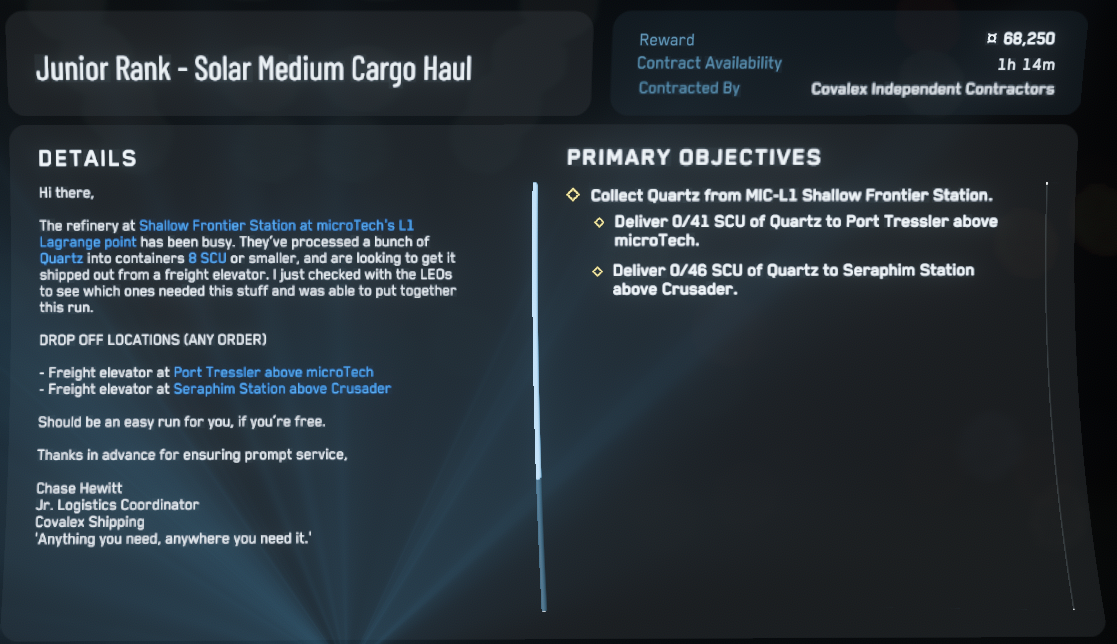 Junior Rank - Solar Medium Cargo Haul
Reward ¤ 68,250
Contract Availability 1h 14m
Contracted By Covalex Independent Contractors
DETAILS
Hi there,
The refinery at Shallow Frontier Station at microTech's L1
Lagrange point has been busy. They've processed a bunch of
Quartz into containers 8 SCU or smaller, and are looking to get it
shipped out from a freight elevator. I just checked with the LEOs
to see which ones needed this stuff and was able to put together
this run.
DROP OFF LOCATIONS (ANY ORDER)
- Freight elevator at Port Tressler above microTech
- Freight elevator at Seraphim Station above Crusader
Should be an easy run for you, if you're free.
Thanks in advance for ensuring prompt service,
Chase Hewitt
Jr. Logistics Coordinator
Covalex Shipping
'Anything you need, anywhere you need it.'
PRIMARY OBJECTIVES
Collect Quartz from MIC-L1 Shallow Frontier Station.
Deliver 0/41 SCU of Quartz to Port Tressler above
microTech.
Deliver 0/46 SCU of Quartz to Seraphim Station
above Crusader.